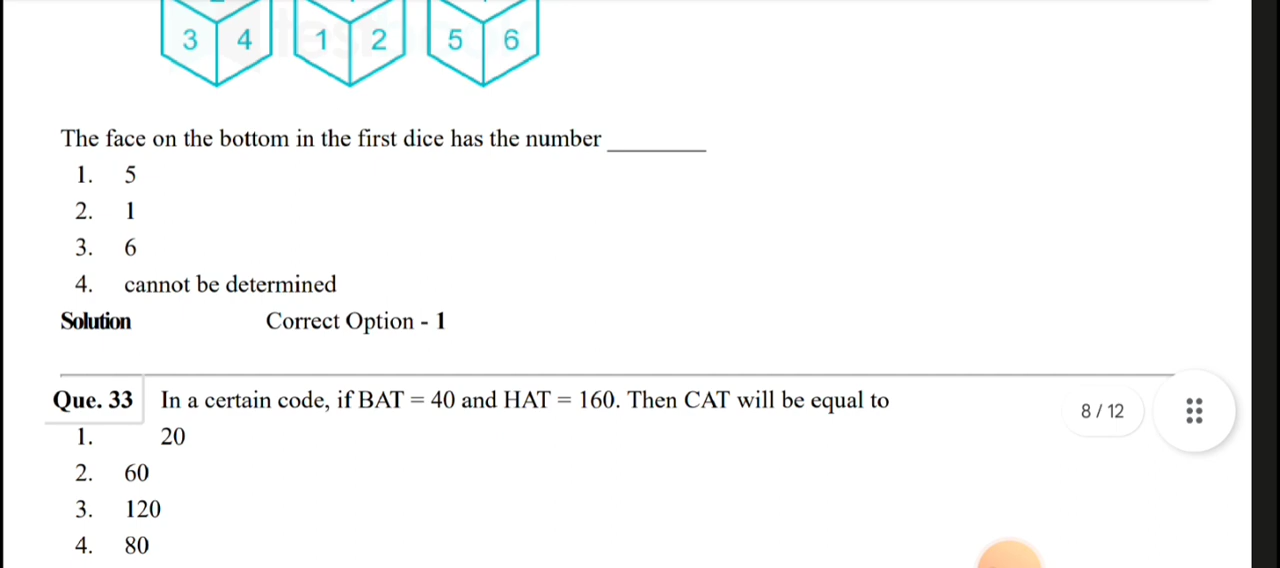 3 4 1 2 5 6
The face on the bottom in the first dice has the number ________
1. 5
2. 1
3. 6
4. cannot be determined
Solution Correct Option - 1
Que. 33 In a certain code, if BAT = 40 and HAT = 160. Then CAT will be equal to
8 / 12
1. 20
2. 60
3. 120
4. 80